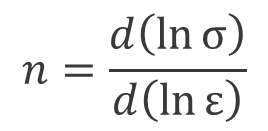 n = d(ln σ) / d(ln ε)